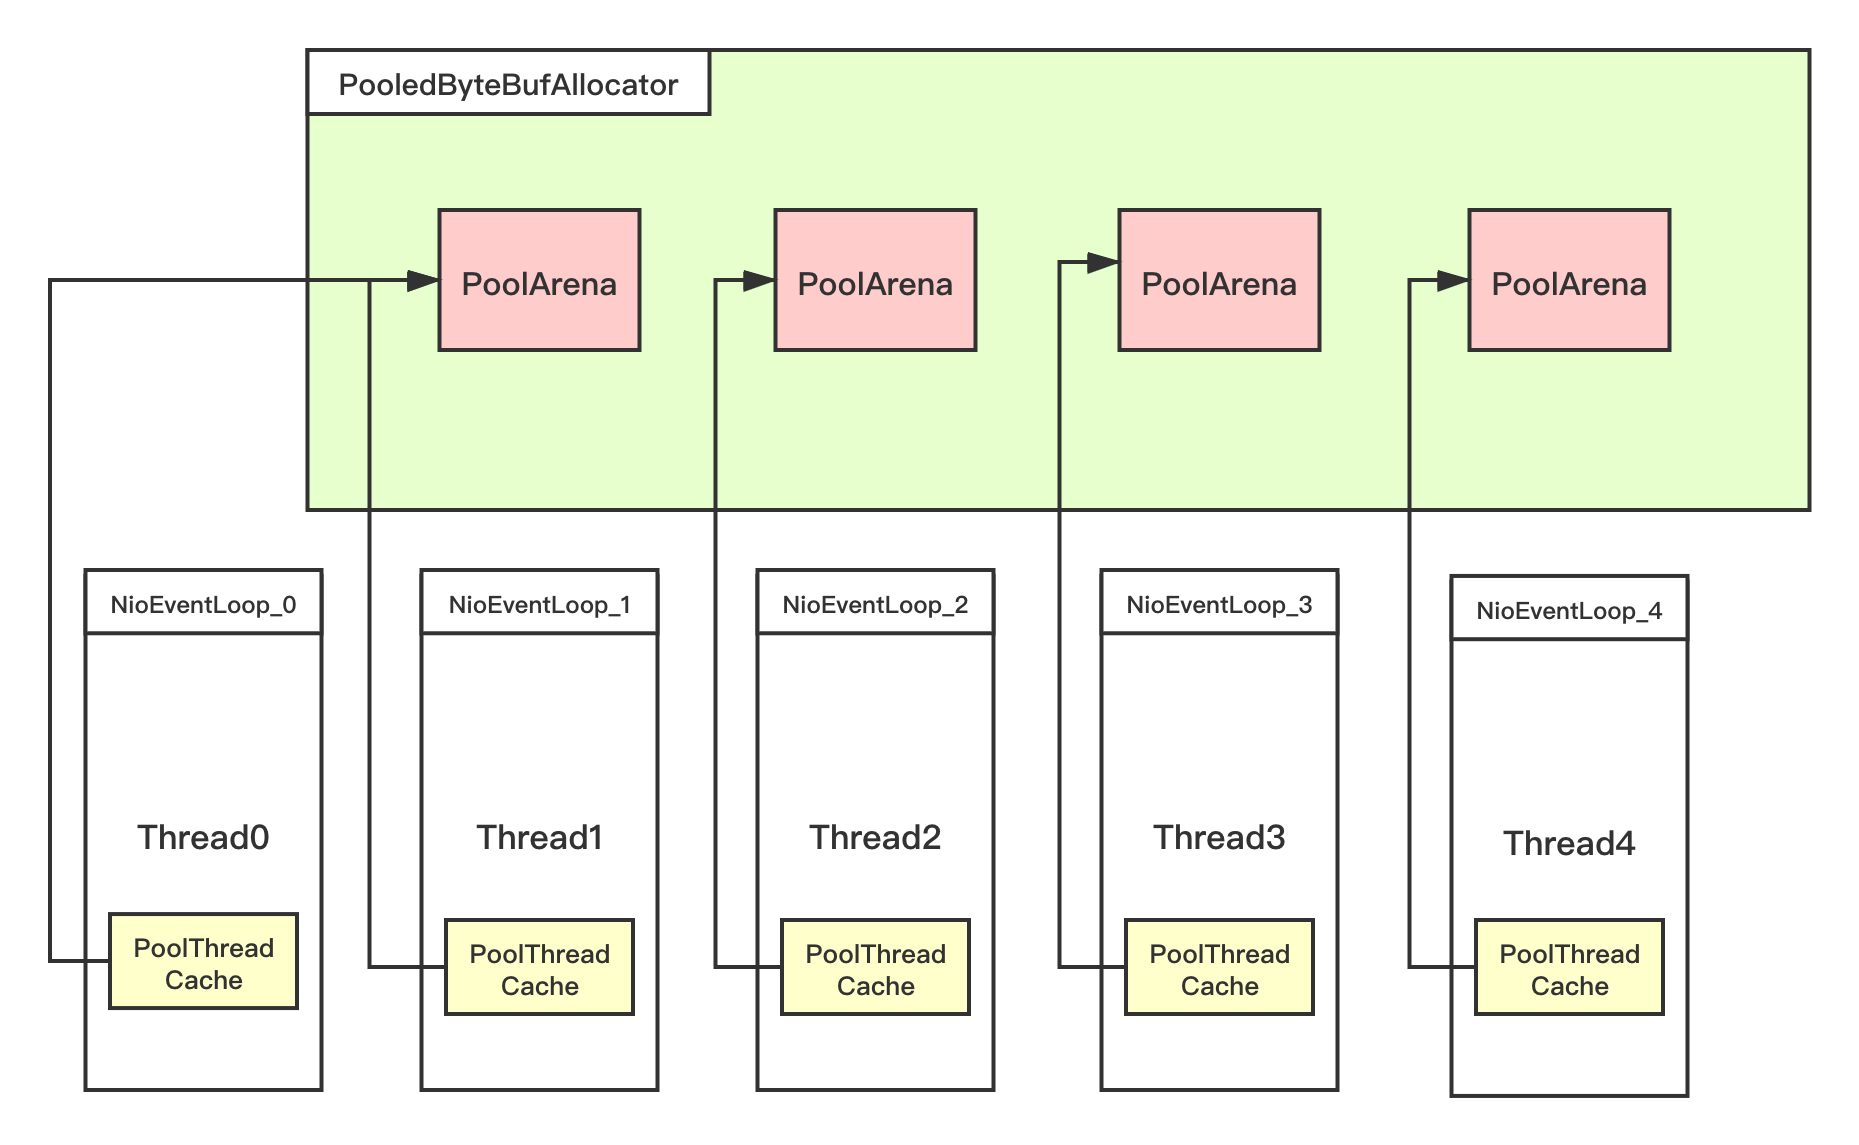 PooledByteBufAllocator
PoolArena
PoolArena
PoolArena
PoolArena
NioEventLoop_0
NioEventLoop_1
NioEventLoop_2
NioEventLoop_3
NioEventLoop_4
Thread0
Thread1
Thread2
Thread3
Thread4
PoolThread
Cache
PoolThread
Cache
PoolThread
Cache
PoolThread
Cache
PoolThread
Cache